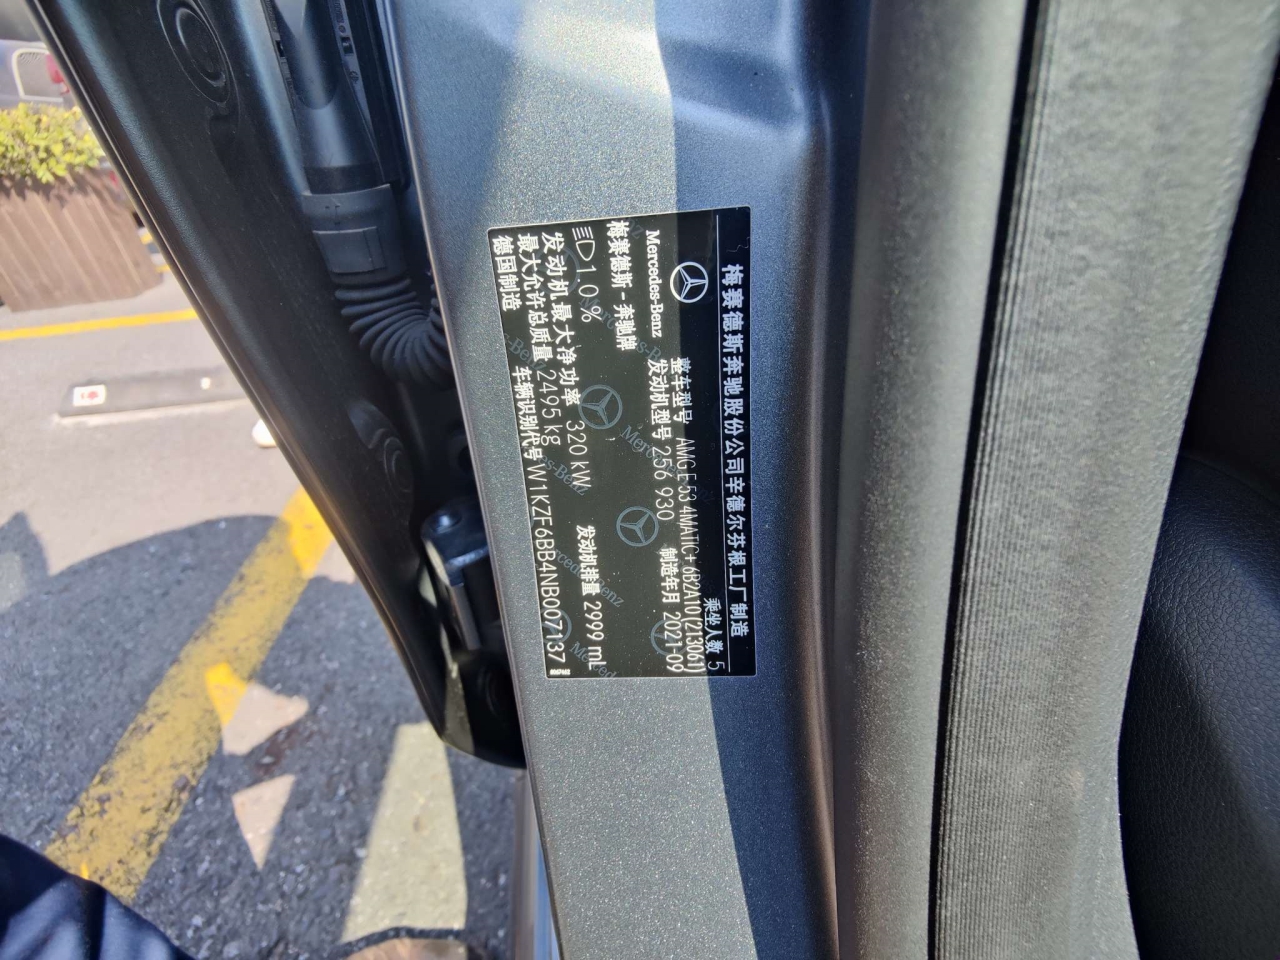 梅赛德斯奔驰股份公司辛德尔芬根工厂制造
乘坐人数 5
Mercedes-Benz
整车型号 AMG E 53 4MATIC+ 6B2A10(213061)
发动机型号 256 930
制造年月 2021-09
梅赛德斯-奔驰牌
1.0%
发动机最大净功率 320 kW
发动机排量 2999 mL
最大允许总质量 2495 kg
德国制造
车辆识别代号 W1KZF6BB4NB007137